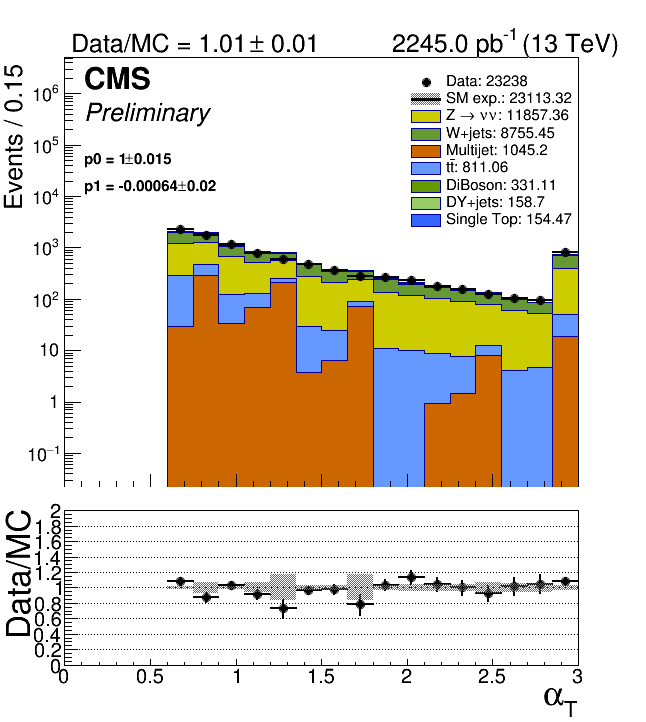 Data/MC = 1.01 ± 0.01 2245.0 pb⁻¹ (13 TeV)
CMS
Preliminary
p0 = 1±0.015
p1 = -0.00064±0.02
Data: 23238
SM exp.: 23113.32
Z → νν: 11857.36
W+jets: 8755.45
Multijet: 1045.2
tt̄: 811.06
DiBoson: 331.11
DY+jets: 158.7
Single Top: 154.47
Events / 0.15
10⁶
10⁵
10⁴
10³
10²
10
1
10⁻¹
Data/MC
2
1.8
1.6
1.4
1.2
1
0.8
0.6
0.4
0.2
0
0 0.5 1 1.5 2 2.5 3
α_T